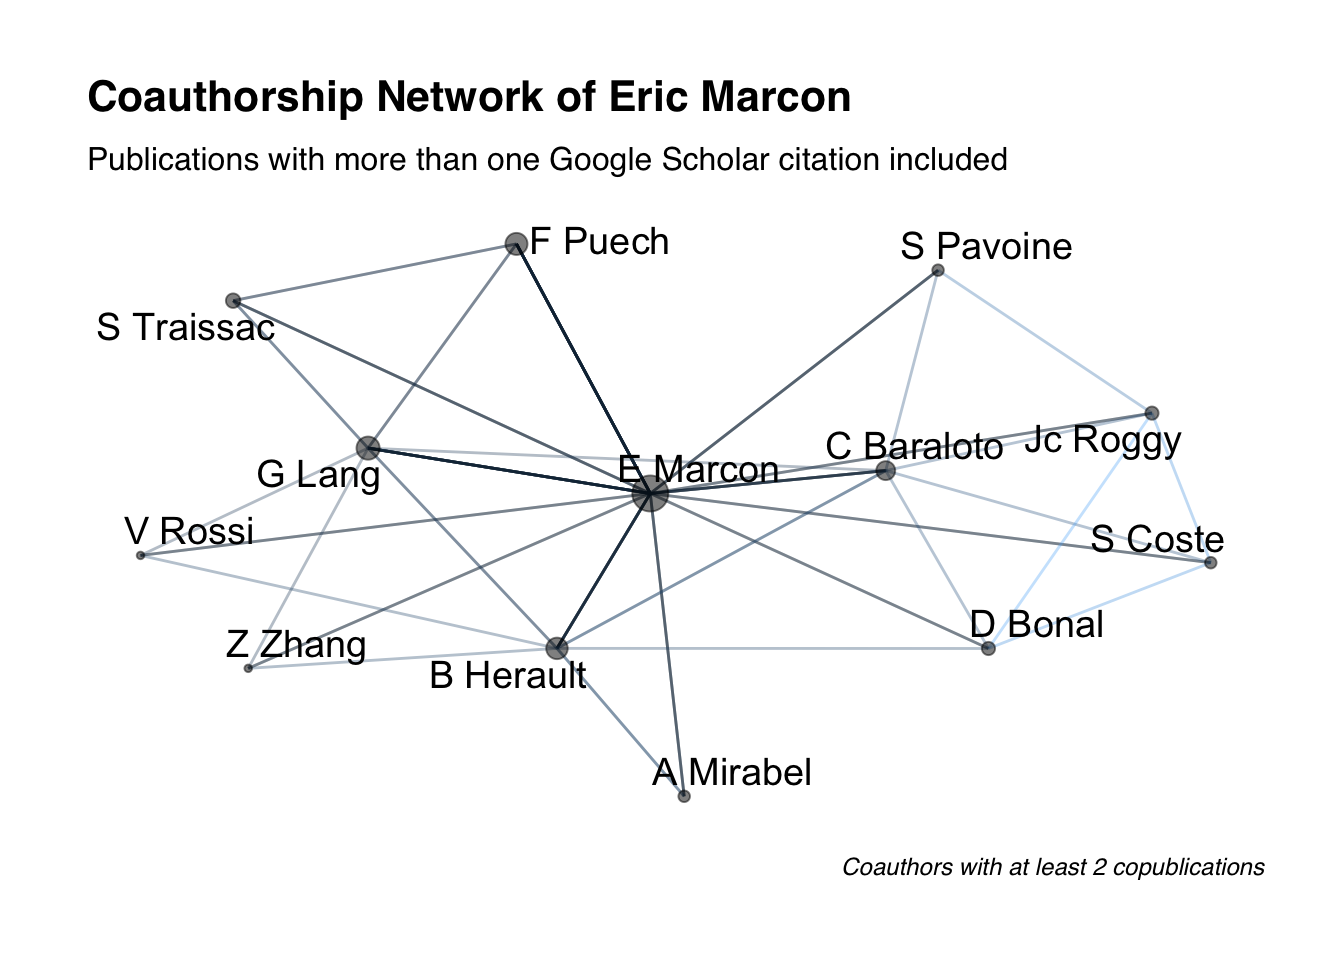 Coauthorship Network of Eric Marcon
Publications with more than one Google Scholar citation included
F Puech
S Pavoine
S Traissac
Jc Roggy
C Baraloto
E Marcon
G Lang
V Rossi
S Coste
D Bonal
Z Zhang
B Herault
A Mirabel
Coauthors with at least 2 copublications